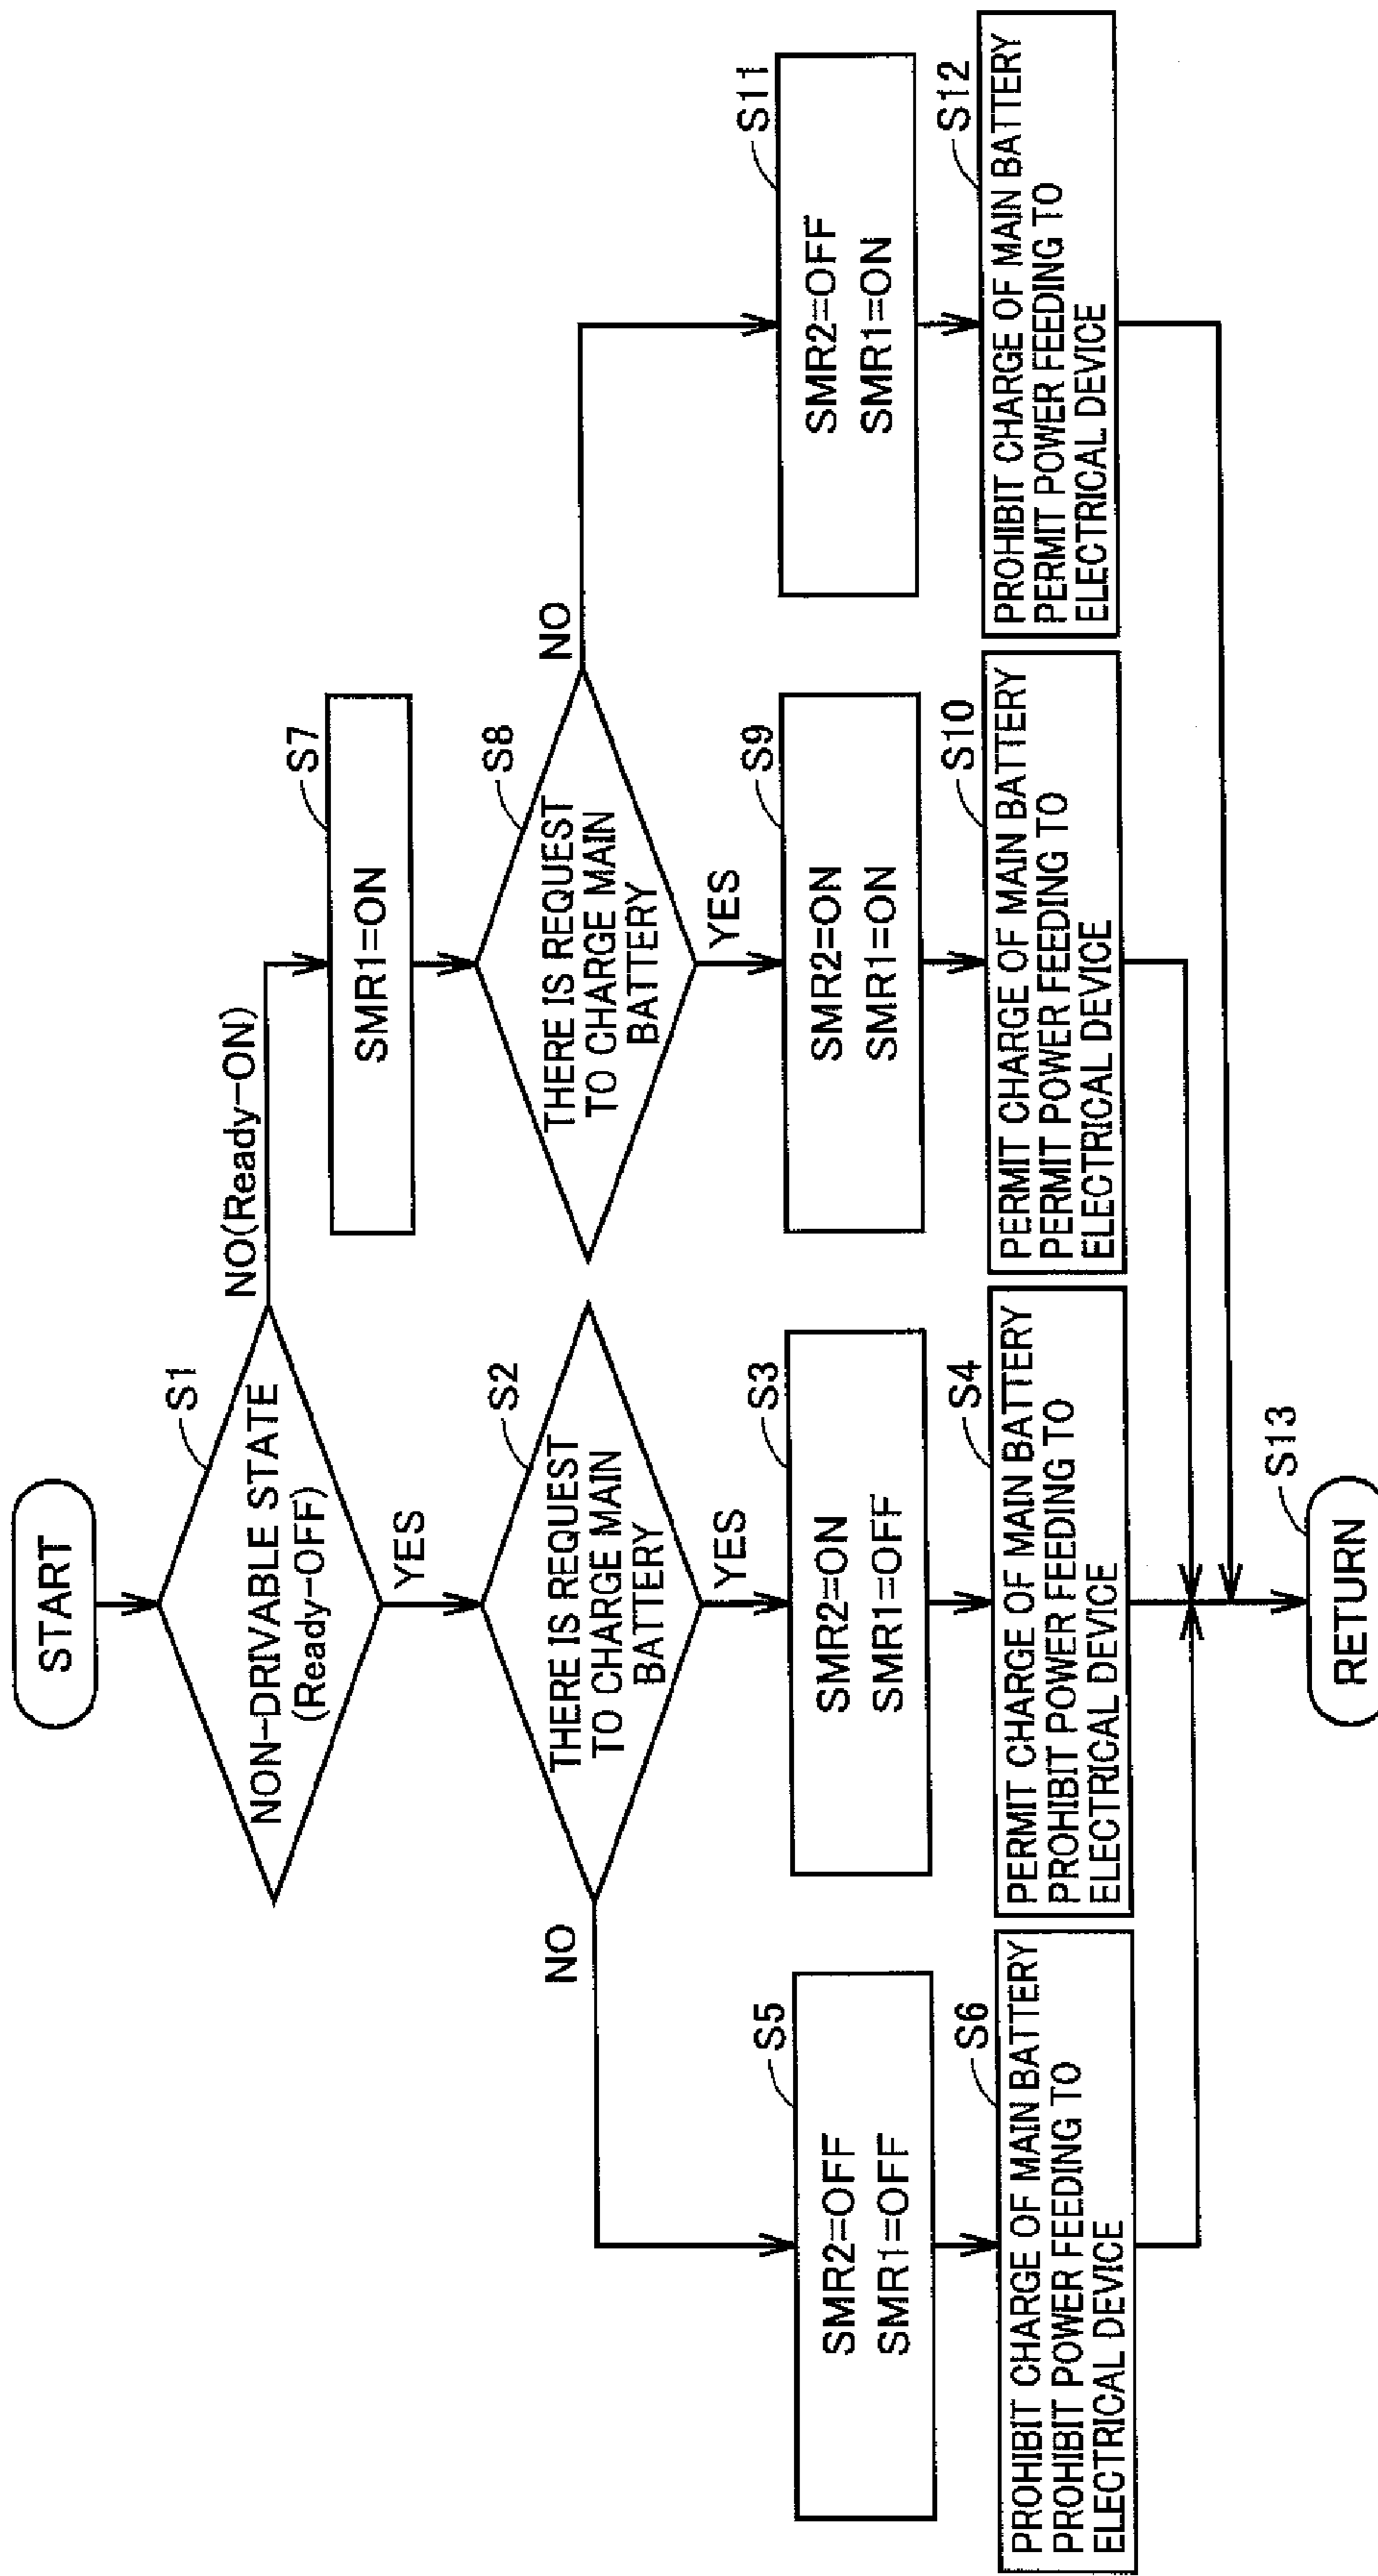 START
S1
NON-DRIVABLE STATE
(Ready-OFF)
NO(Ready-ON)
YES
S2
THERE IS REQUEST
TO CHARGE MAIN
BATTERY
NO
YES
S3
SMR2=ON
SMR1=OFF
S4
PERMIT CHARGE OF MAIN BATTERY
PROHIBIT POWER FEEDING TO
ELECTRICAL DEVICE
S5
SMR2=OFF
SMR1=OFF
S6
PROHIBIT CHARGE OF MAIN BATTERY
PROHIBIT POWER FEEDING TO
ELECTRICAL DEVICE
S7
SMR1=ON
S8
THERE IS REQUEST
TO CHARGE MAIN
BATTERY
NO
YES
S9
SMR2=ON
SMR1=ON
S10
PERMIT CHARGE OF MAIN BATTERY
PERMIT POWER FEEDING TO
ELECTRICAL DEVICE
S11
SMR2=OFF
SMR1=ON
S12
PROHIBIT CHARGE OF MAIN BATTERY
PERMIT POWER FEEDING TO
ELECTRICAL DEVICE
S13
RETURN